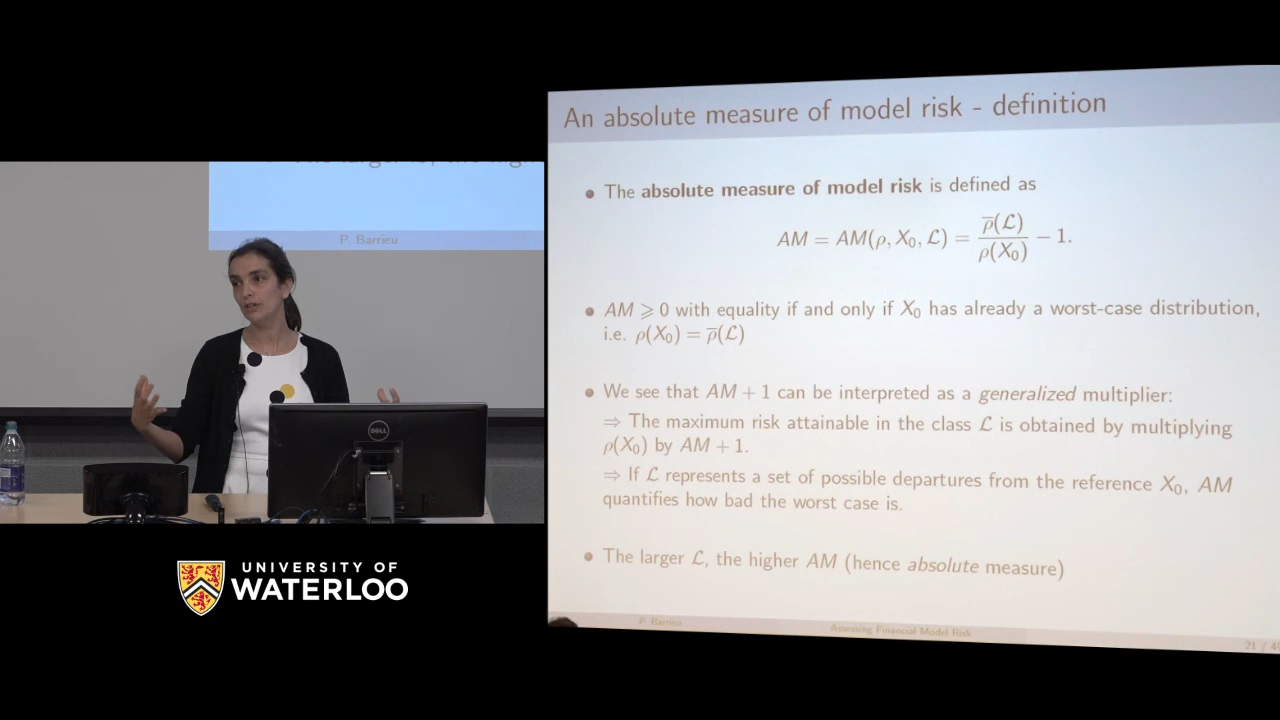 An absolute measure of model risk - definition
• The absolute measure of model risk is defined as
AM = AM(ρ, X₀, ℒ) = ρ̅(ℒ) / ρ(X₀) − 1.
• AM ⩾ 0 with equality if and only if X₀ has already a worst-case distribution,
i.e. ρ(X₀) = ρ̅(ℒ)
• We see that AM + 1 can be interpreted as a generalized multiplier:
⇒ The maximum risk attainable in the class ℒ is obtained by multiplying
ρ(X₀) by AM + 1.
⇒ If ℒ represents a set of possible departures from the reference X₀, AM
quantifies how bad the worst case is.
• The larger ℒ, the higher AM (hence absolute measure)
P. Barrieu
Assessing Financial Model Risk
P. Barrieu
DELL
UNIVERSITY OF
WATERLOO